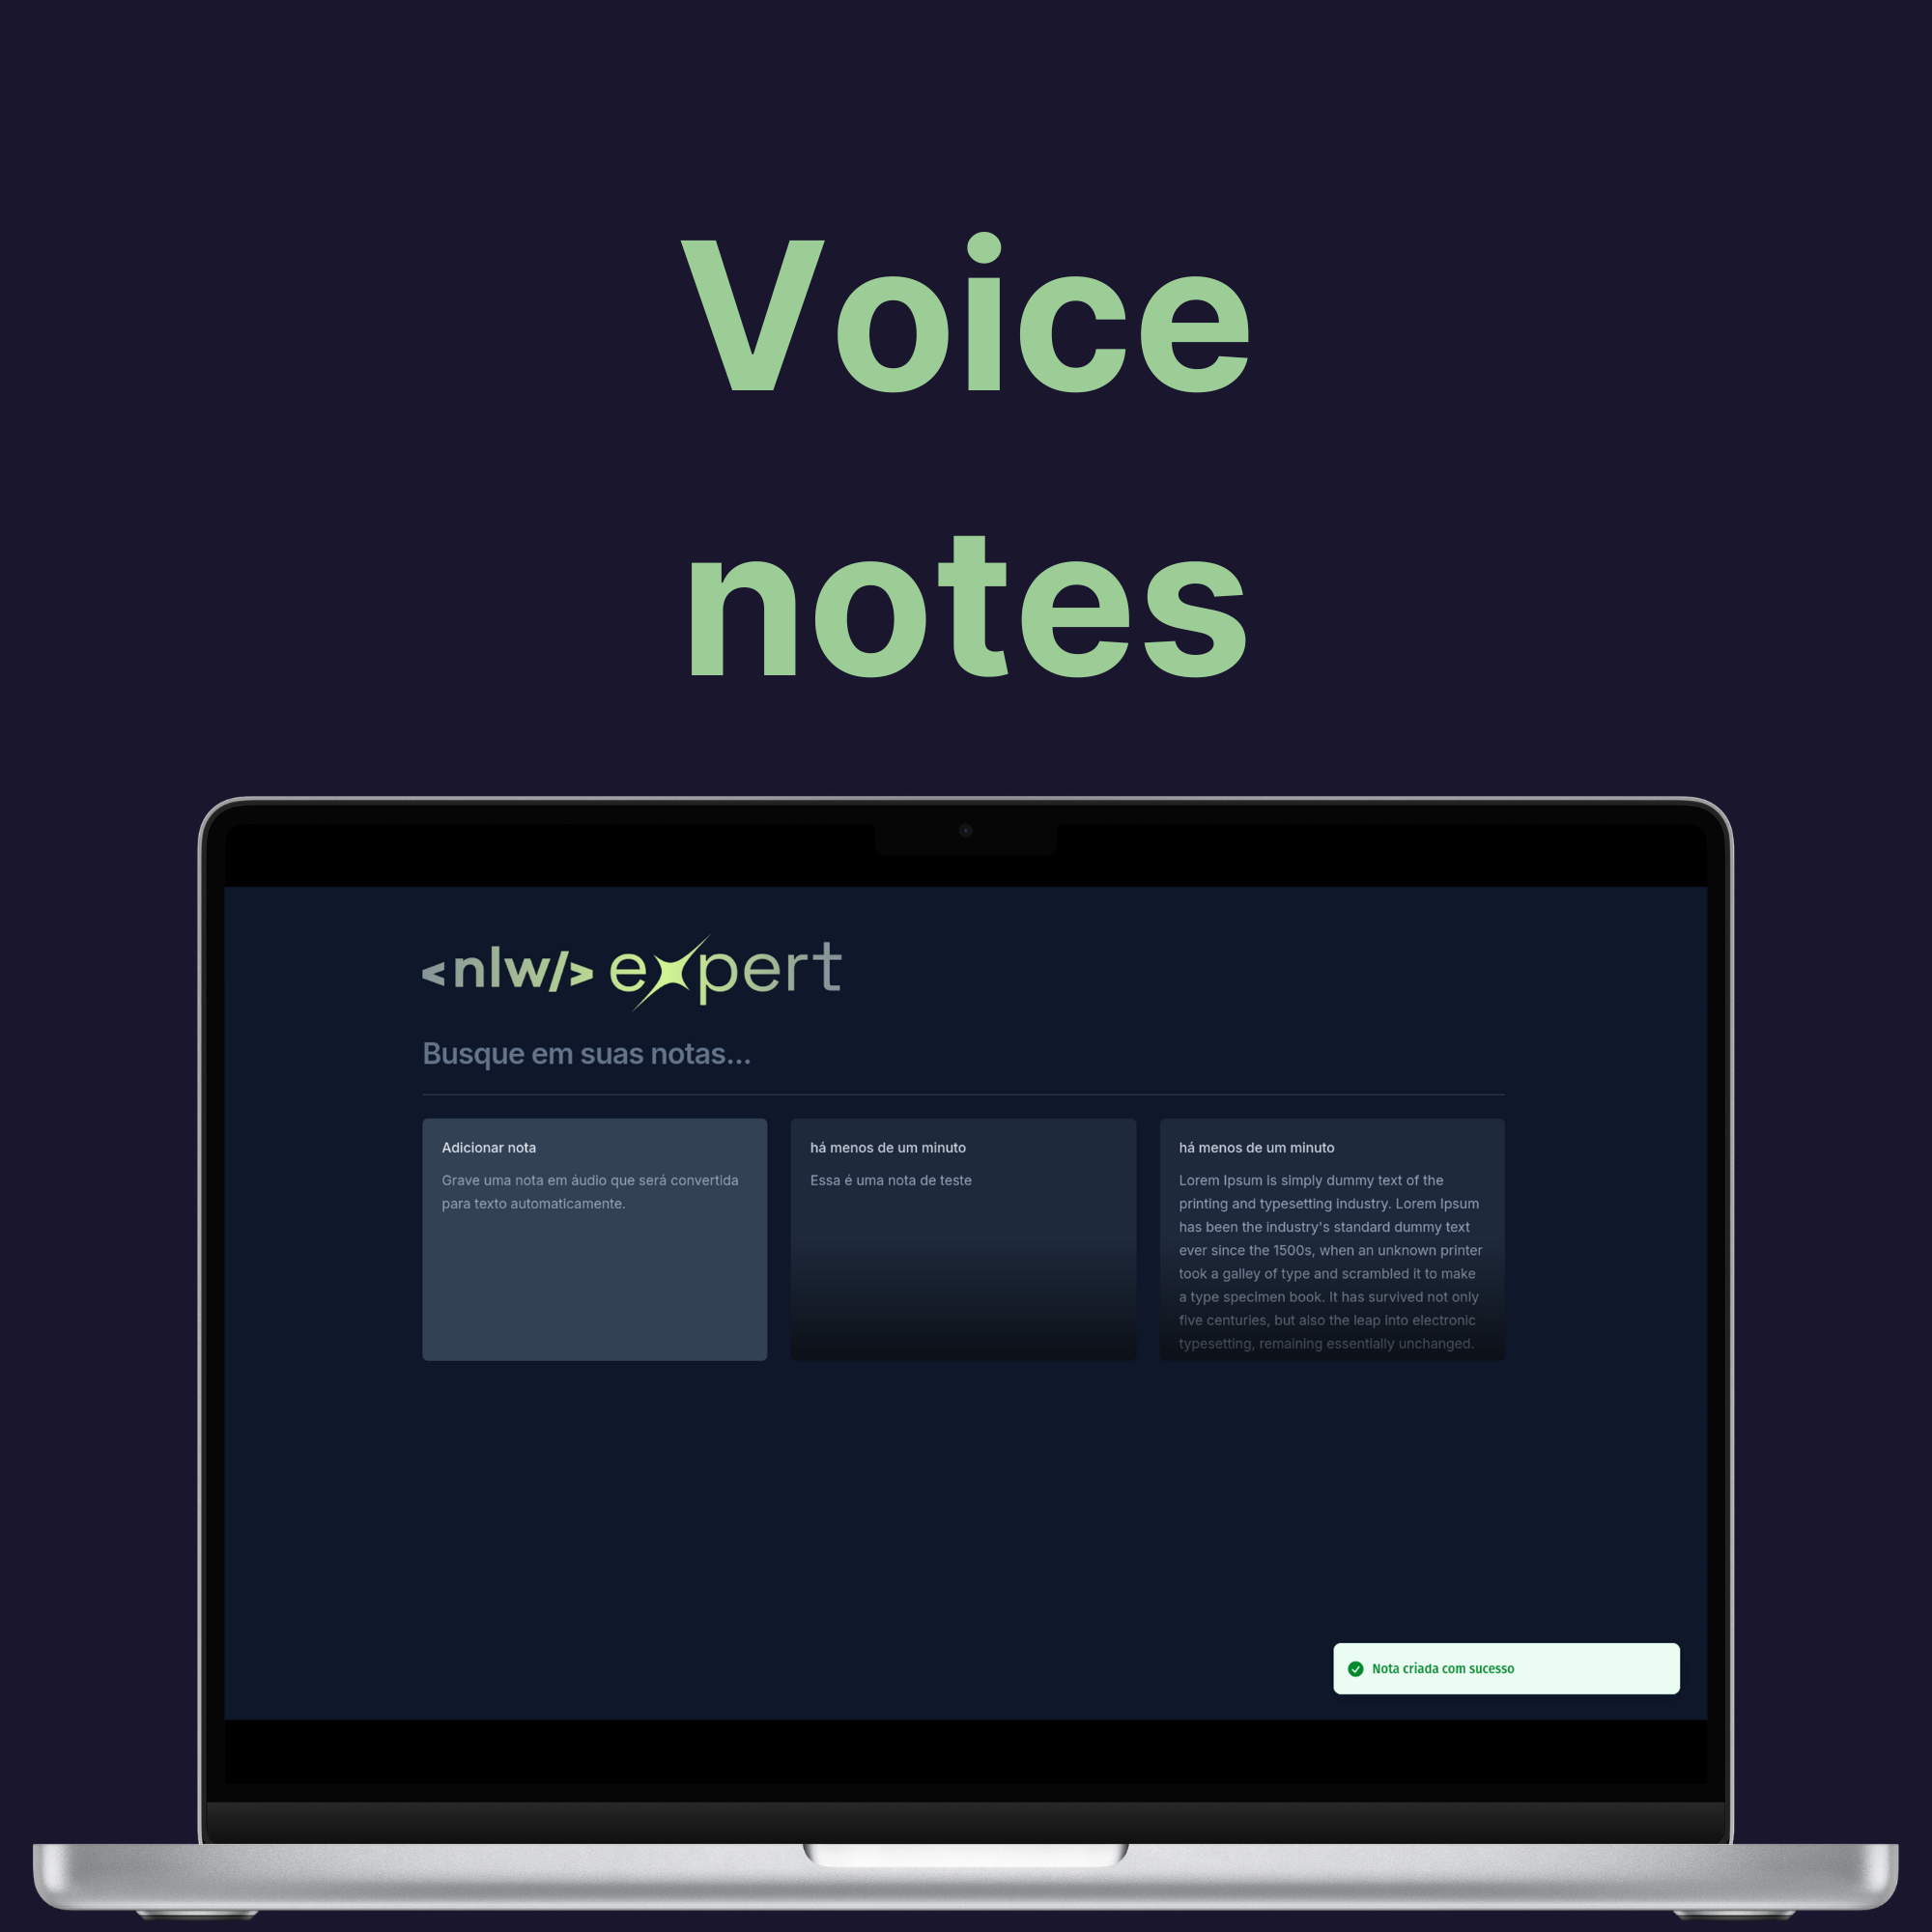 Voice
notes
<nlw/> expert
Busque em suas notas...
Adicionar nota
Grave uma nota em áudio que será convertida
para texto automaticamente.
há menos de um minuto
Essa é uma nota de teste
há menos de um minuto
Lorem Ipsum is simply dummy text of the
printing and typesetting industry. Lorem Ipsum
has been the industry's standard dummy text
ever since the 1500s, when an unknown printer
took a galley of type and scrambled it to make
a type specimen book. It has survived not only
five centuries, but also the leap into electronic
typesetting, remaining essentially unchanged.
Nota criada com sucesso